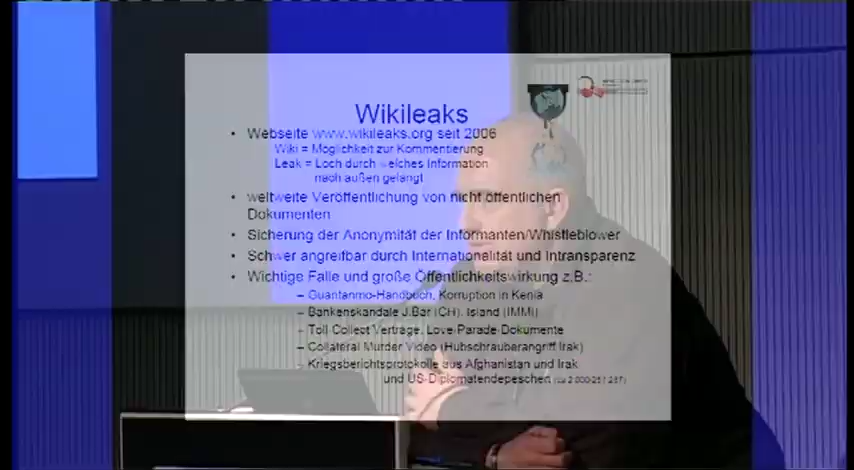 Wikileaks
• Webseite www.wikileaks.org seit 2006
Wiki = Möglichkeit zur Kommentierung
Leak = Loch durch welches Information
nach außen gelangt
• weltweite Veröffentlichung von nicht öffentlichen
Dokumenten
• Sicherung der Anonymität der Informanten/Whistleblower
• Schwer angreifbar durch Internationalität und Intransparenz
• Wichtige Fälle und große Öffentlichkeitswirkung z.B.:
– Guantanmo-Handbuch, Korruption in Kenia
– Bankenskandale J.Bär (CH), Island (IMMI)
– Toll Collect Verträge, Love-Parade-Dokumente
– Collateral Murder Video (Hubschrauberangriff Irak)
– Kriegsberichtsprotokolle aus Afghanistan und Irak
und US-Diplomatendepeschen